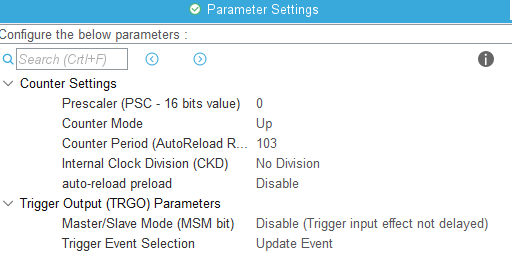 Parameter Settings
Configure the below parameters :
Search (Crtl+F)
Counter Settings
Prescaler (PSC - 16 bits value) 0
Counter Mode Up
Counter Period (AutoReload R... 103
Internal Clock Division (CKD) No Division
auto-reload preload Disable
Trigger Output (TRGO) Parameters
Master/Slave Mode (MSM bit) Disable (Trigger input effect not delayed)
Trigger Event Selection Update Event